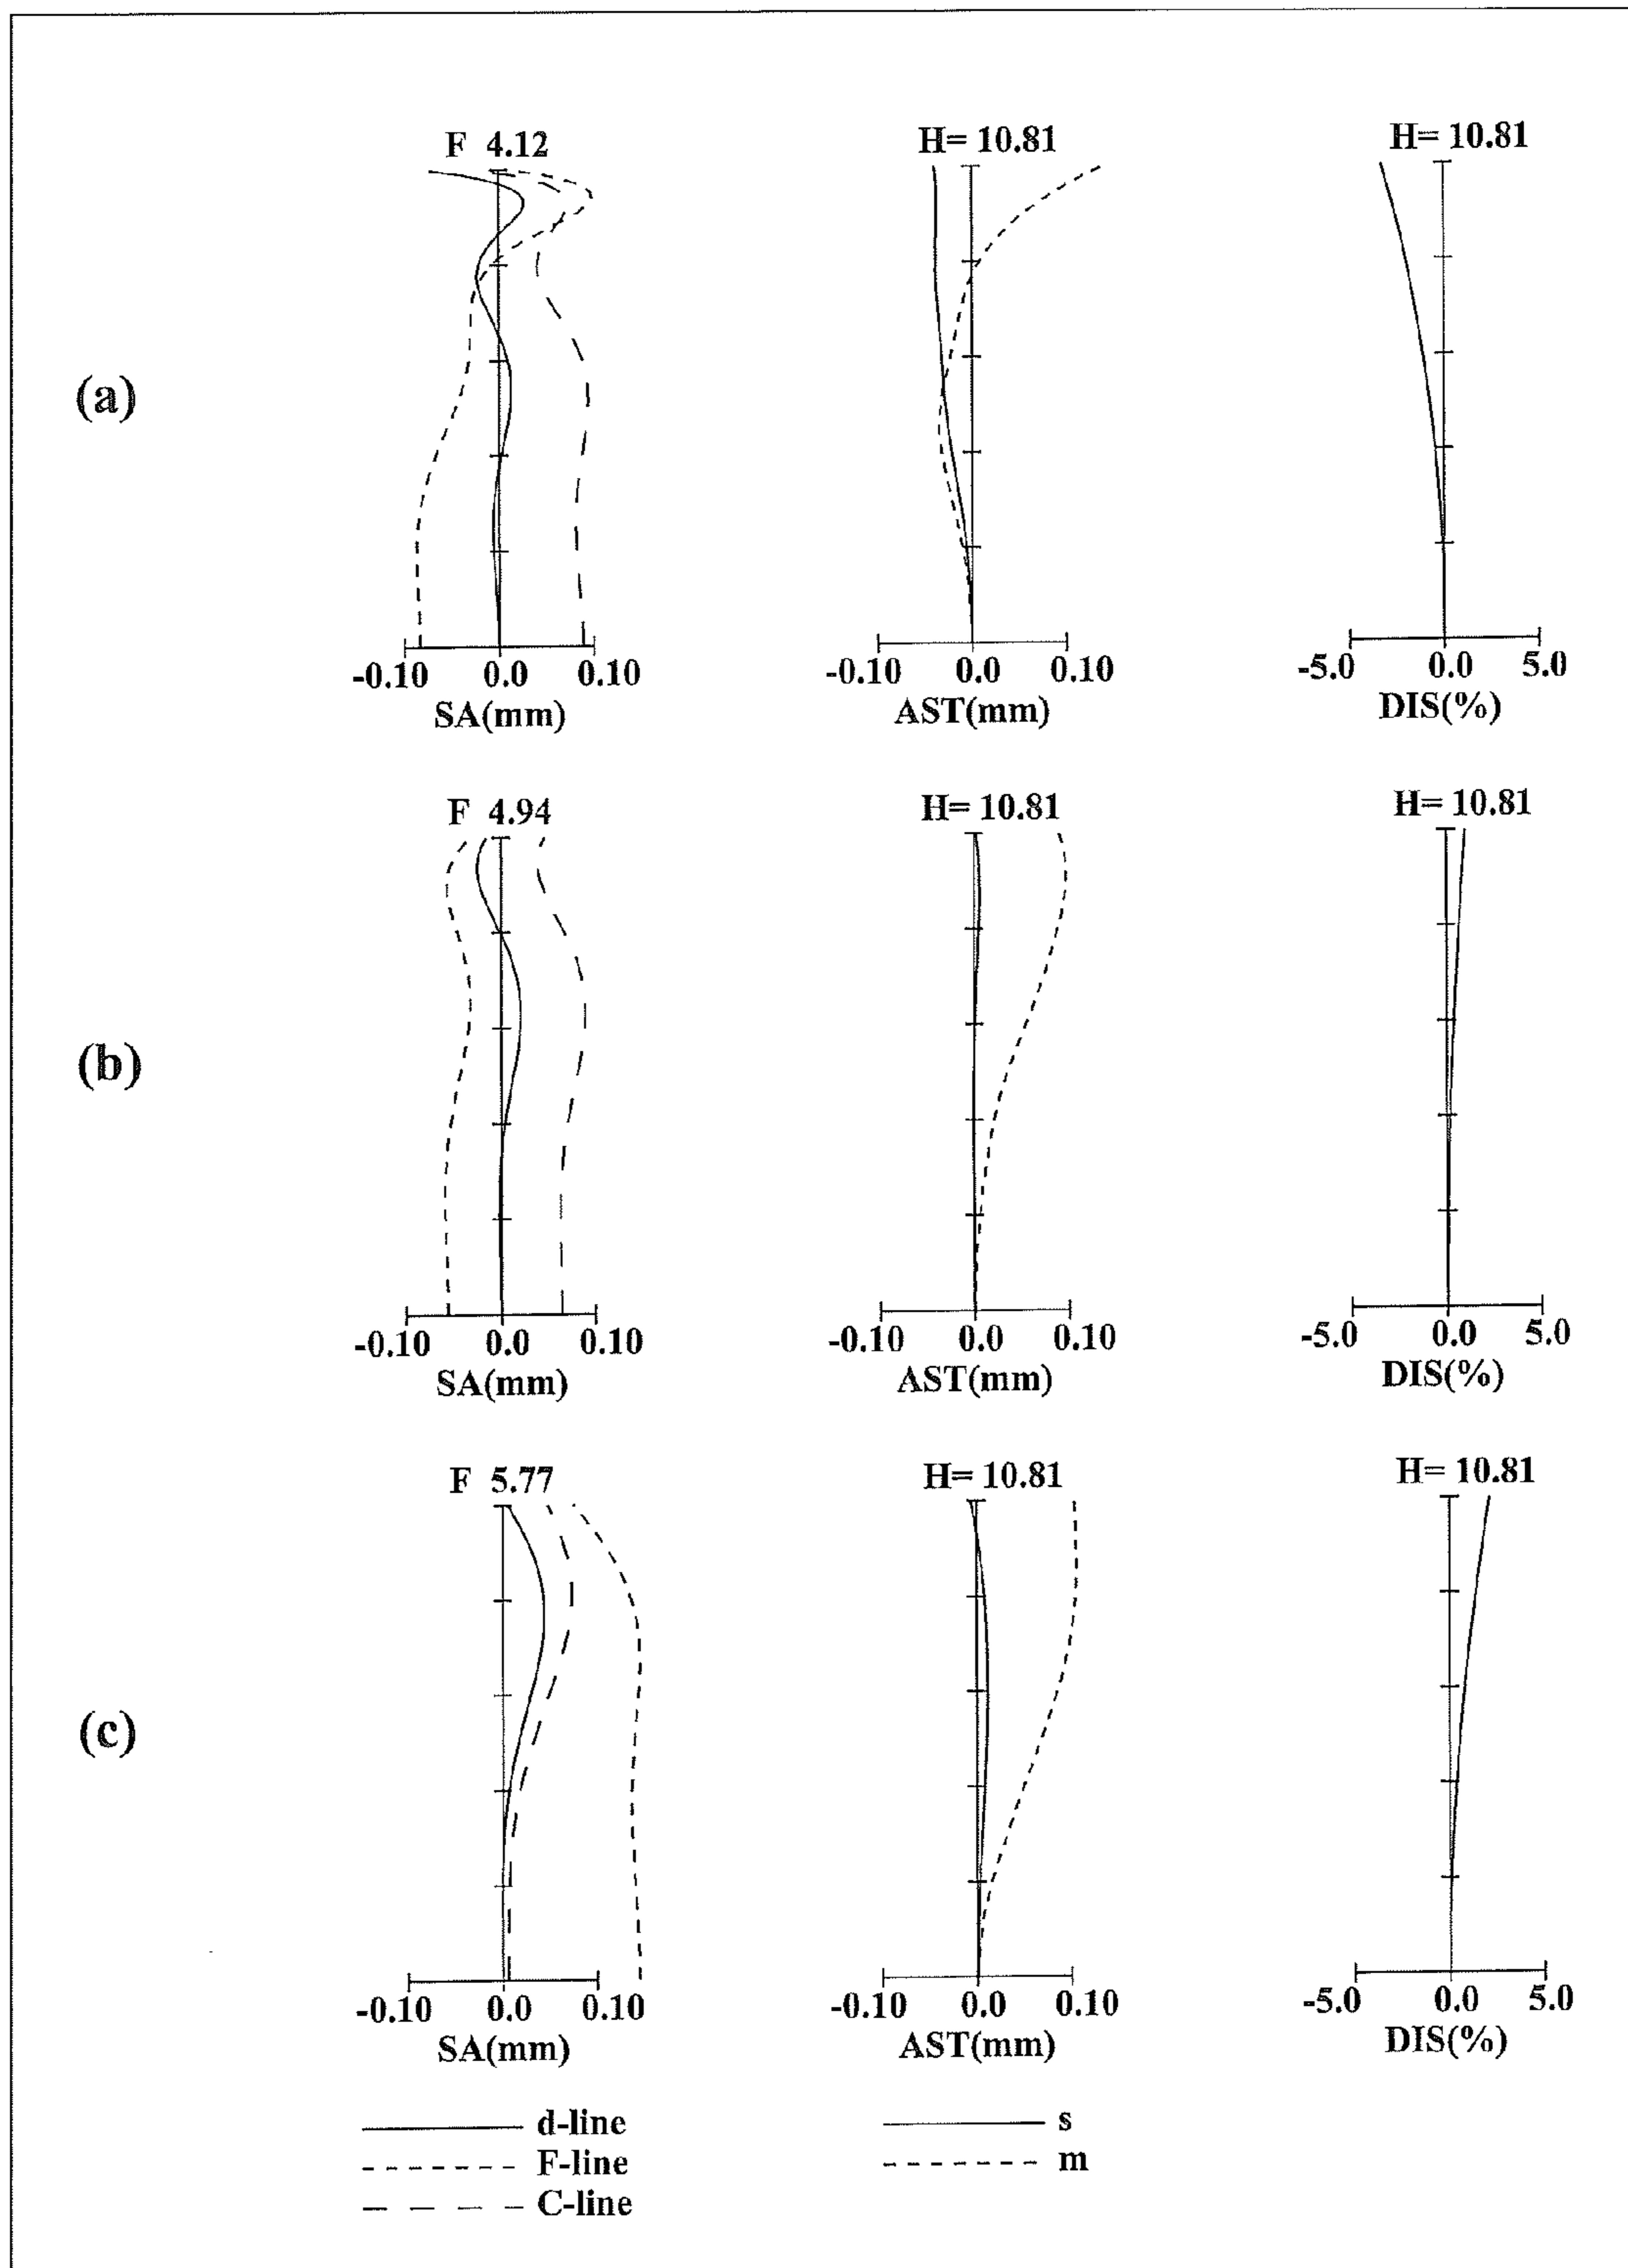 F 4.12 H= 10.81 H= 10.81
(a)
-0.10 0.0 0.10 -0.10 0.0 0.10 -5.0 0.0 5.0
SA(mm) AST(mm) DIS(%)
F 4.94 H= 10.81 H= 10.81
(b)
-0.10 0.0 0.10 -0.10 0.0 0.10 -5.0 0.0 5.0
SA(mm) AST(mm) DIS(%)
F 5.77 H= 10.81 H= 10.81
(c)
-0.10 0.0 0.10 -0.10 0.0 0.10 -5.0 0.0 5.0
SA(mm) AST(mm) DIS(%)
d-line s
F-line m
C-line